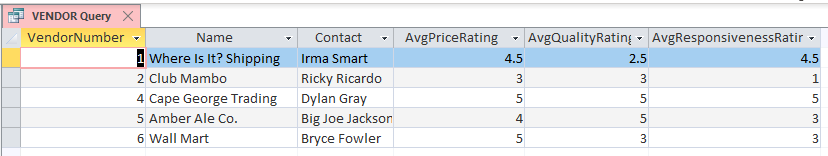 VENDOR Query
VendorNumber Name Contact AvgPriceRating AvgQualityRating AvgResponsivenessRatin
1 Where Is It? Shipping Irma Smart 4.5 2.5 4.5
2 Club Mambo Ricky Ricardo 3 3 1
4 Cape George Trading Dylan Gray 5 5 5
5 Amber Ale Co. Big Joe Jackson 4 5 3
6 Wall Mart Bryce Fowler 5 3 3